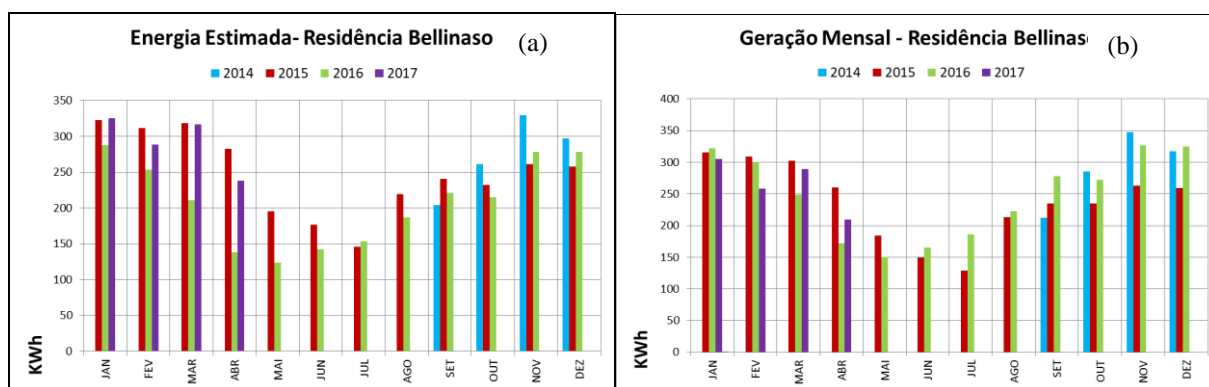 Energia Estimada- Residência Bellinaso (a)
2014 2015 2016 2017
350
300
250
200
150
100
50
0
KWh
JAN FEV MAR ABR MAI JUN JUL AGO SET OUT NOV DEZ
Geração Mensal - Residência Bellinas (b)
2014 2015 2016 2017
400
350
300
250
200
150
100
50
0
KWh
JAN FEV MAR ABR MAI JUN JUL AGO SET OUT NOV DEZ